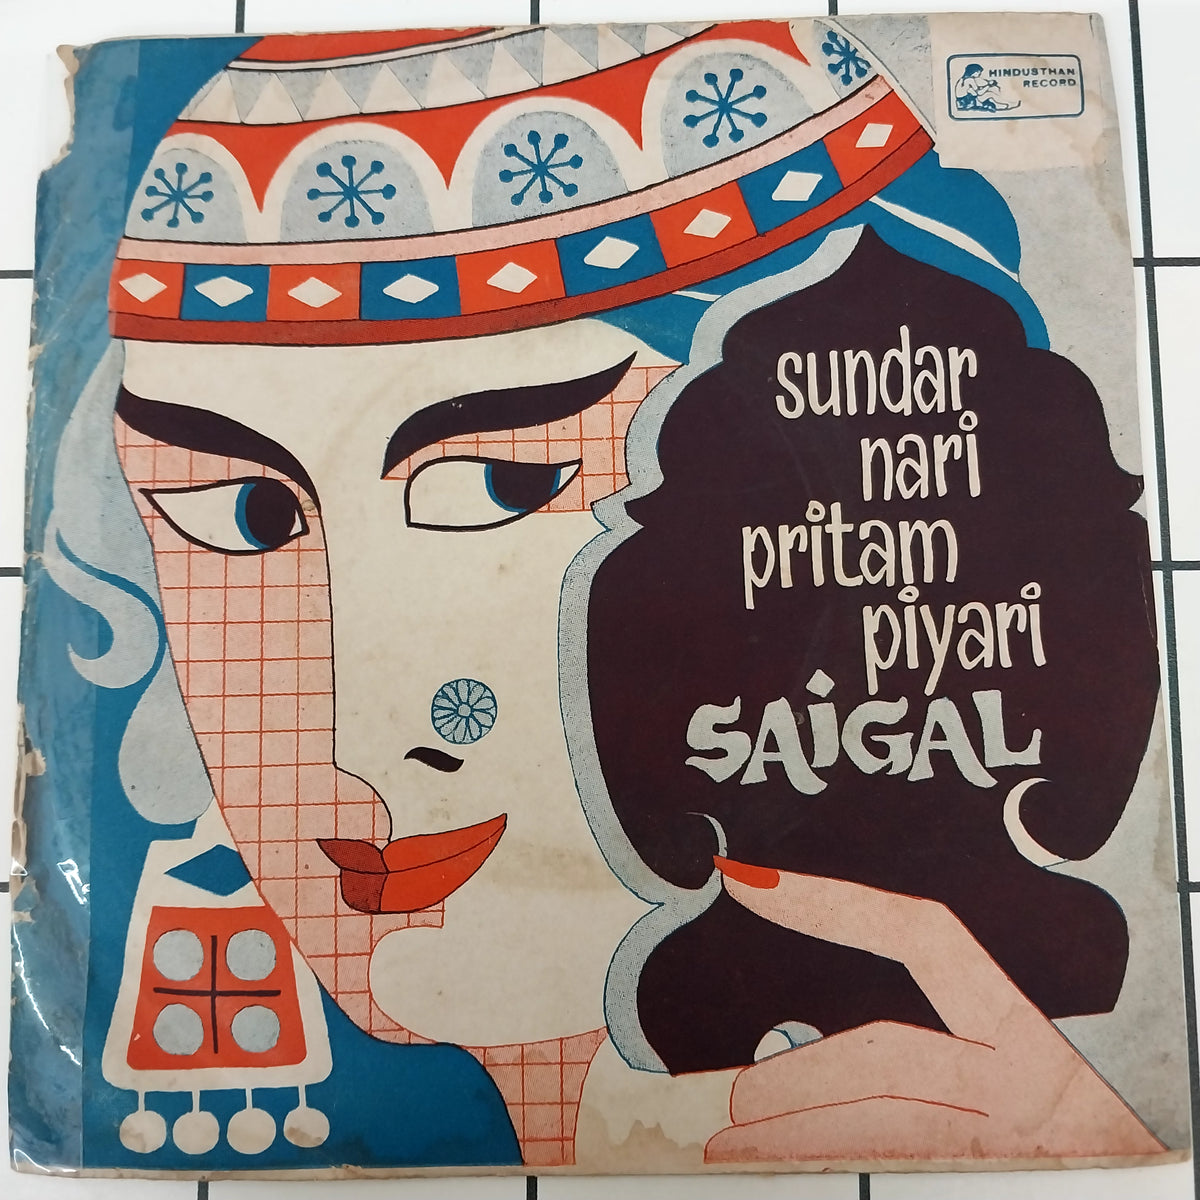 HINDUSTHAN
RECORD
sundar
nari
pritam
piyari
SAiGAL